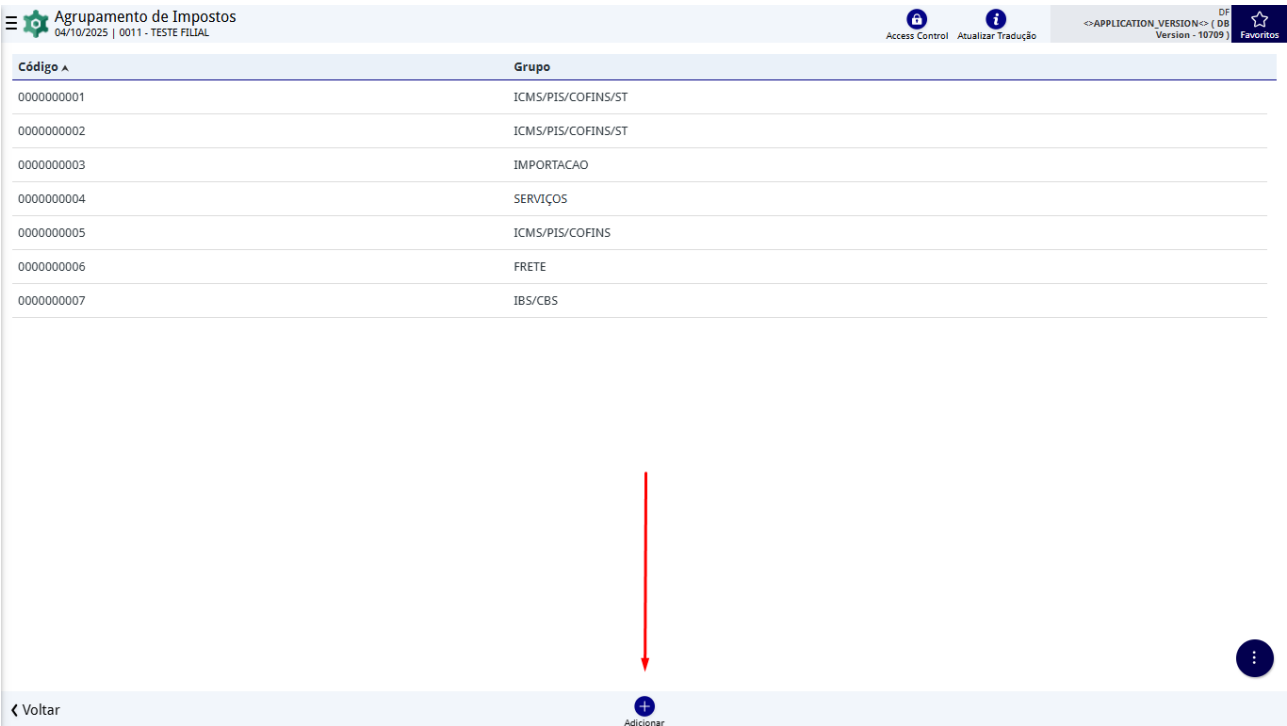 Agrupamento de Impostos
04/10/2025 | 0011 - TESTE FILIAL
Access Control
Atualizar Tradução
DF
<>APPLICATION_VERSION<> ( DB
Version - 10709 )
Favoritos
Código Grupo
0000000001 ICMS/PIS/COFINS/ST
0000000002 ICMS/PIS/COFINS/ST
0000000003 IMPORTACAO
0000000004 SERVIÇOS
0000000005 ICMS/PIS/COFINS
0000000006 FRETE
0000000007 IBS/CBS
Voltar
Adicionar